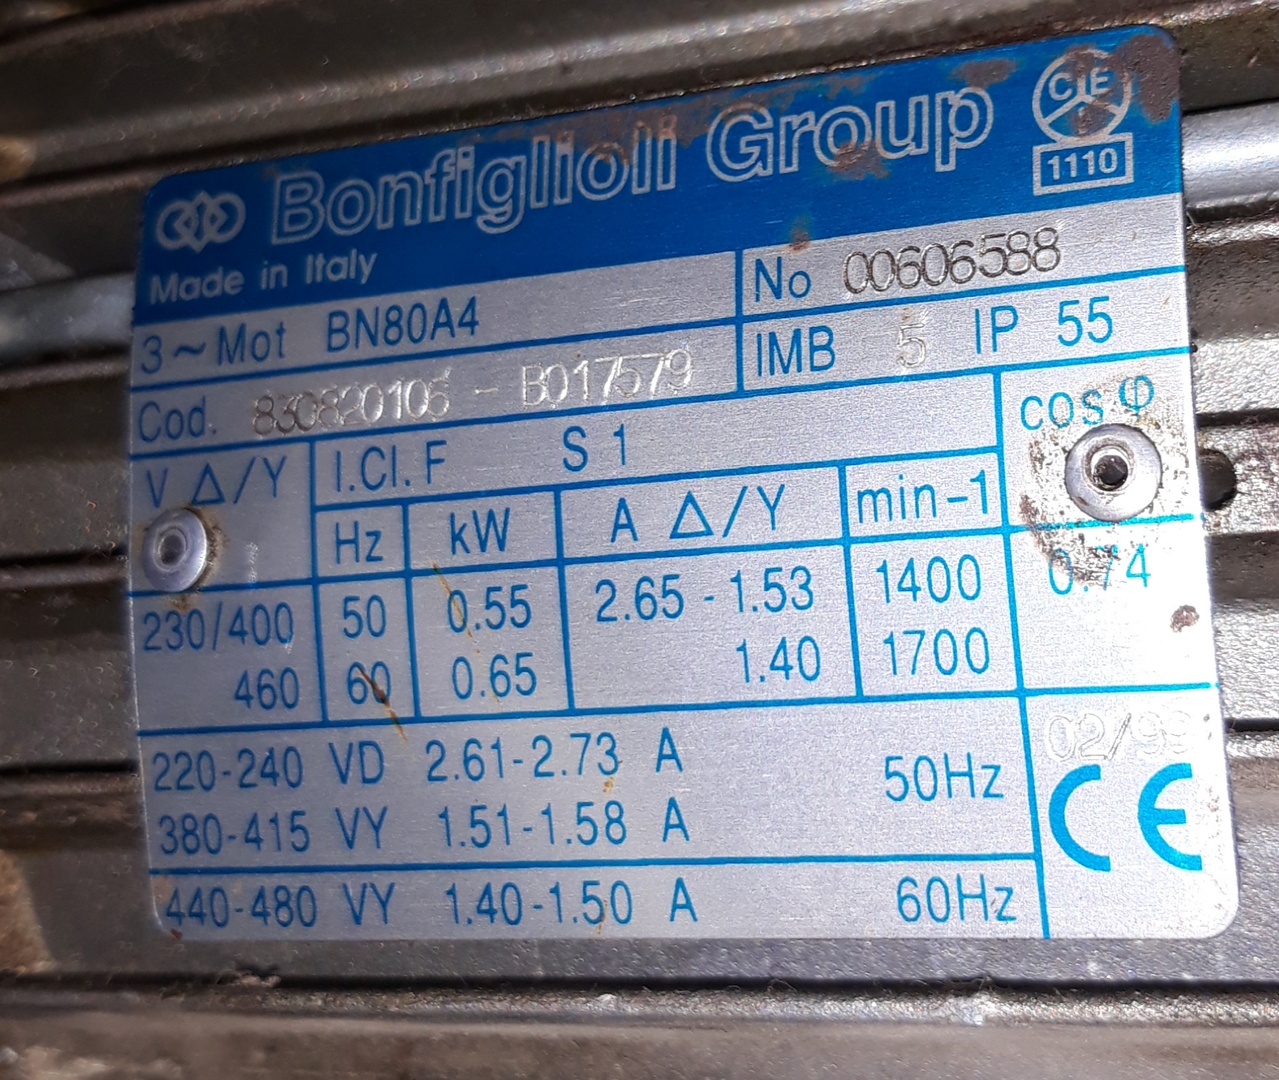 Bonfiglioli Group
CE
I
1110
Made in Italy
No 00606588
3~Mot BN80A4
IMB 5 IP 55
Cod. 830820105 - B017579
V Δ/Y I.Cl.F S 1 cos φ
Hz kW A Δ/Y min-1
230/400 50 0.55 2.65 - 1.53 1400 0.74
460 60 0.65 1.40 1700
220-240 VD 2.61-2.73 A 50Hz
380-415 VY 1.51-1.58 A
02/99
CE
440-480 VY 1.40-1.50 A 60Hz